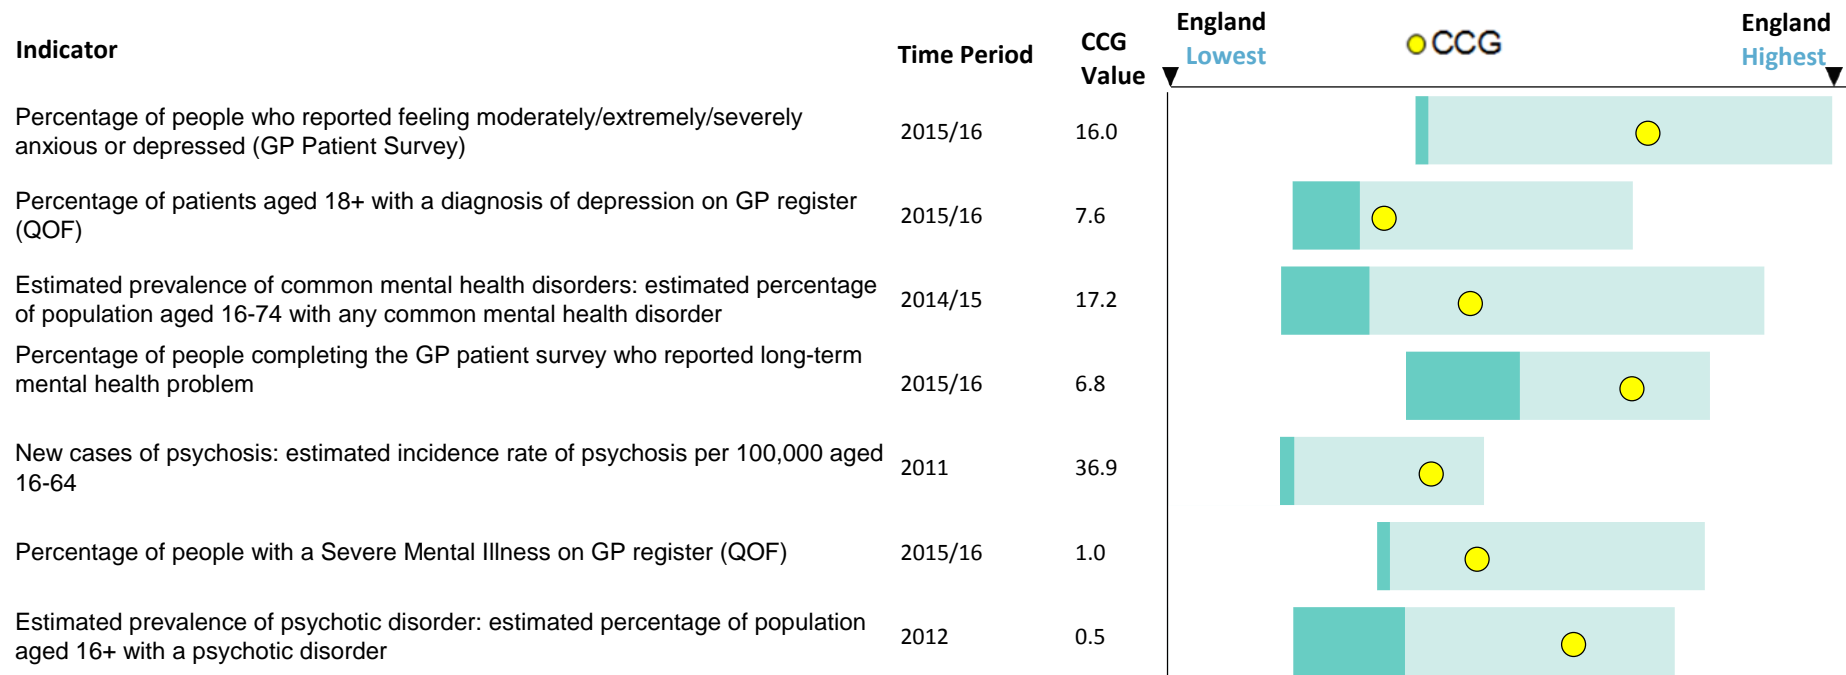 Indicator
Time Period
CCG
Value
England
Lowest
CCG
England
Highest
Percentage of people who reported feeling moderately/extremely/severely
anxious or depressed (GP Patient Survey)
2015/16
16.0
Percentage of patients aged 18+ with a diagnosis of depression on GP register
(QOF)
2015/16
7.6
Estimated prevalence of common mental health disorders: estimated percentage
of population aged 16-74 with any common mental health disorder
2014/15
17.2
Percentage of people completing the GP patient survey who reported long-term
mental health problem
2015/16
6.8
New cases of psychosis: estimated incidence rate of psychosis per 100,000 aged
16-64
2011
36.9
Percentage of people with a Severe Mental Illness on GP register (QOF)
2015/16
1.0
Estimated prevalence of psychotic disorder: estimated percentage of population
aged 16+ with a psychotic disorder
2012
0.5